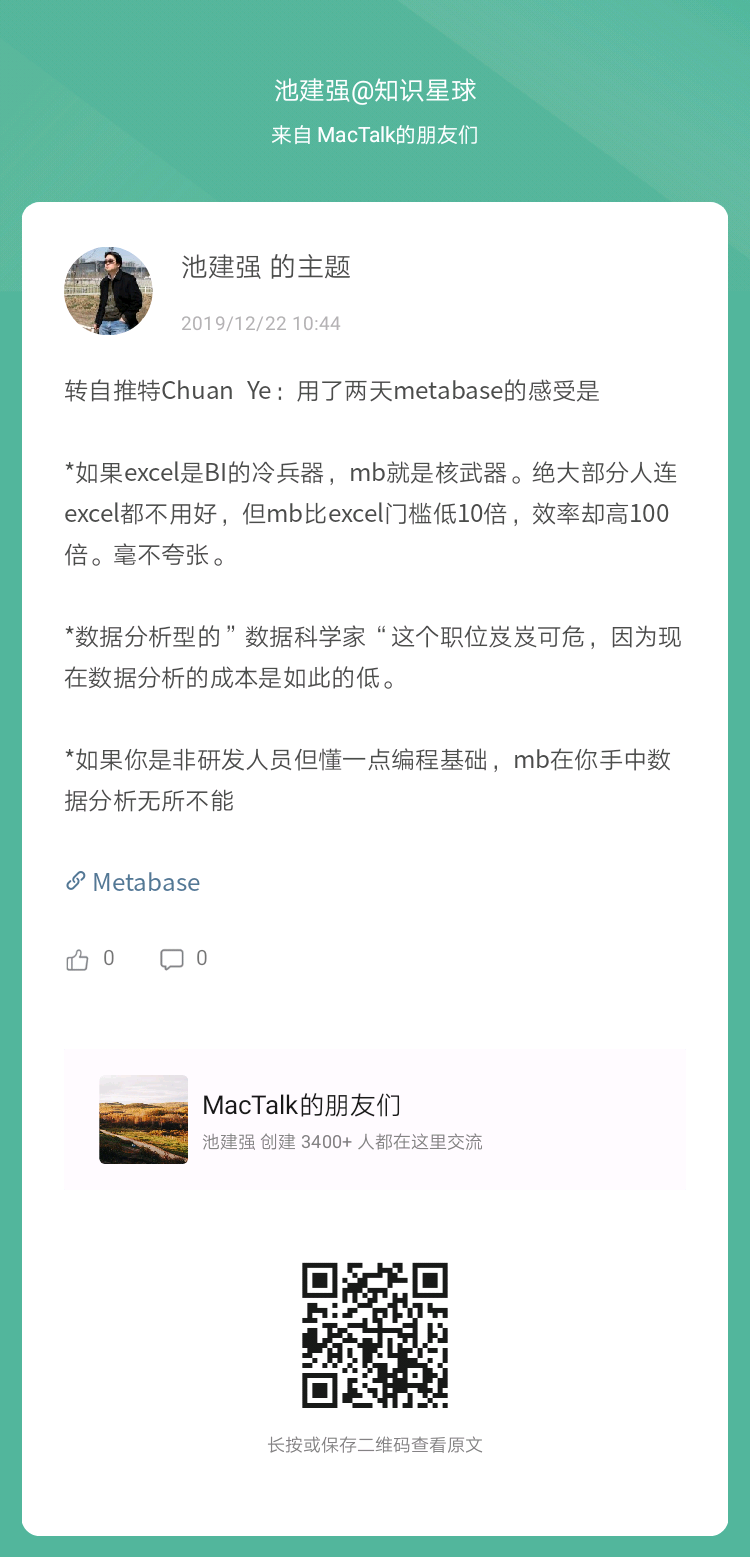 池建强@知识星球
来自 MacTalk的朋友们
池建强 的主题
2019/12/22 10:44
转自推特Chuan Ye：用了两天metabase的感受是
*如果excel是BI的冷兵器，mb就是核武器。绝大部分人连
excel都不用好，但mb比excel门槛低10倍，效率却高100
倍。毫不夸张。
*数据分析型的”数据科学家“这个职位岌岌可危，因为现
在数据分析的成本是如此的低。
*如果你是非研发人员但懂一点编程基础，mb在你手中数
据分析无所不能
Metabase
0 0
MacTalk的朋友们
池建强 创建 3400+ 人都在这里交流
长按或保存二维码查看原文